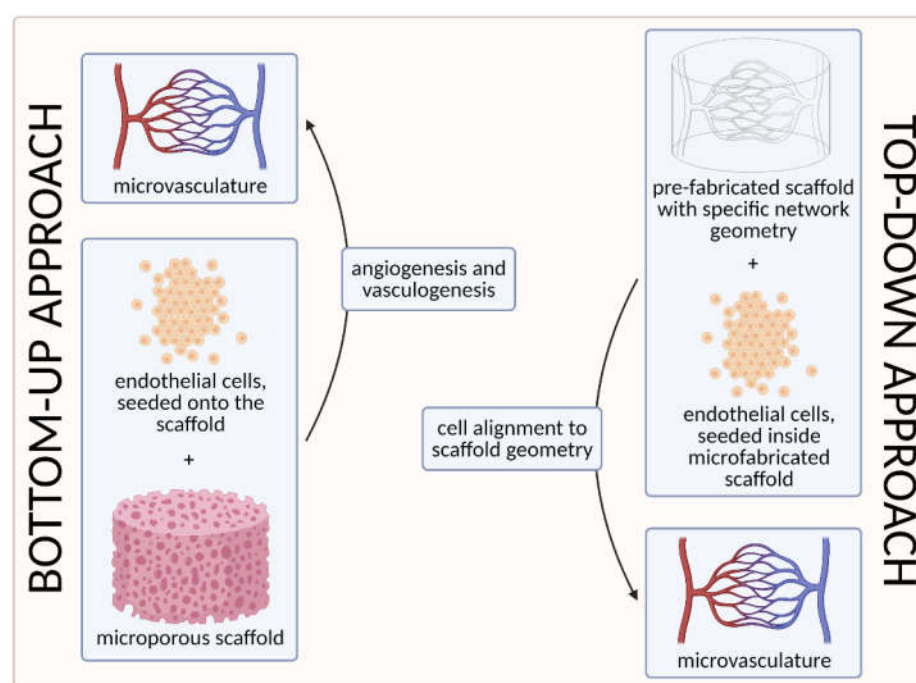 BOTTOM-UP APPROACH
microvasculature
endothelial cells,
seeded onto the
scaffold
+
microporous scaffold
angiogenesis and
vasculogenesis
cell alignment to
scaffold geometry
pre-fabricated scaffold
with specific network
geometry
+
endothelial cells,
seeded inside
microfabricated
scaffold
microvasculature
TOP-DOWN APPROACH